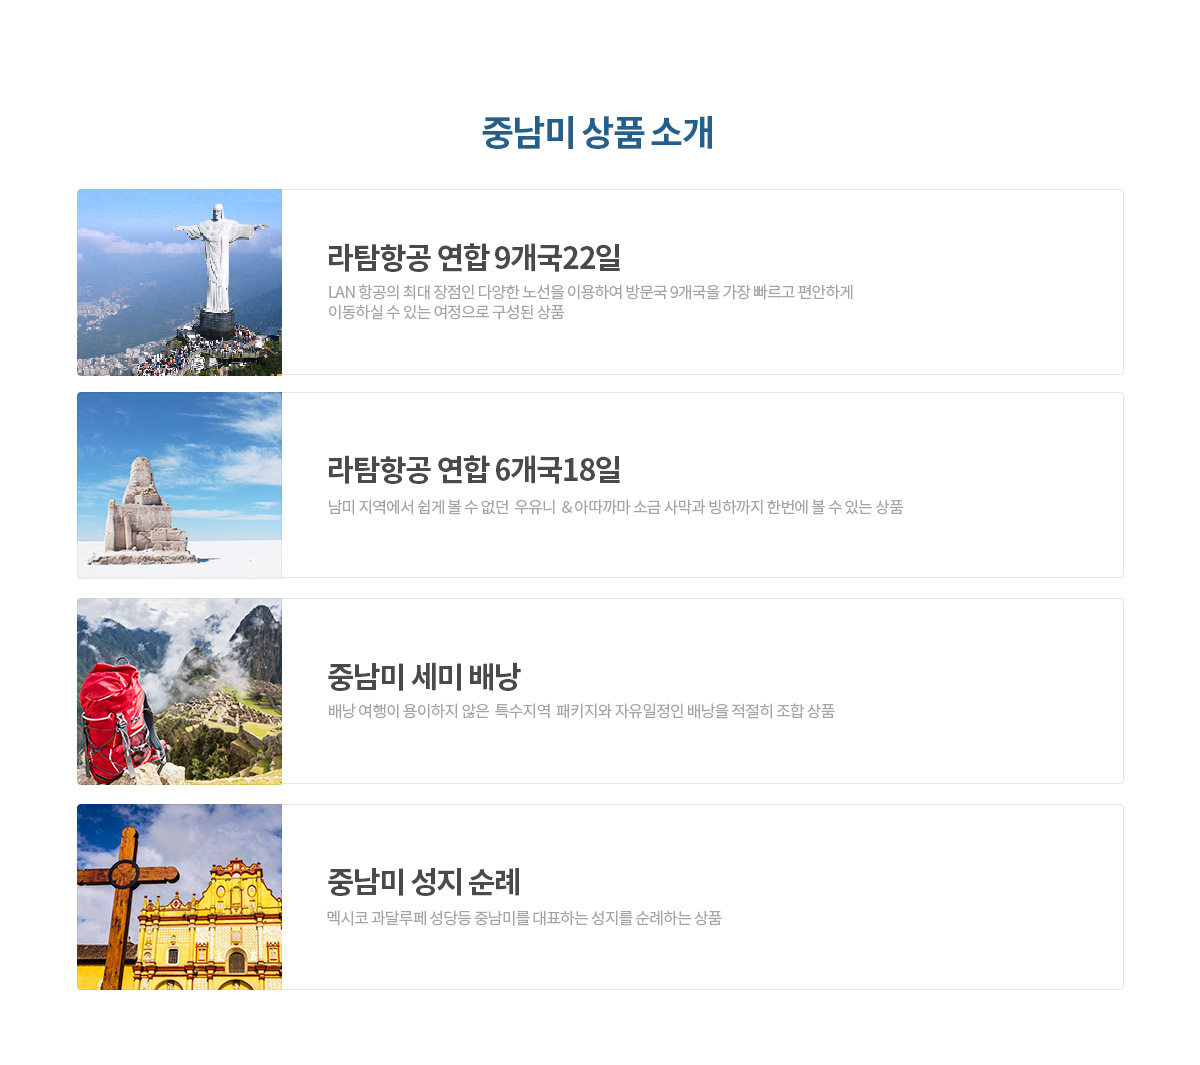 중남미 상품 소개
라탐항공 연합 9개국22일
LAN 항공의 최대 장점인 다양한 노선을 이용하여 방문국 9개국을 가장 빠르고 편안하게
이동하실 수 있는 여정으로 구성된 상품
라탐항공 연합 6개국18일
남미 지역에서 쉽게 볼 수 없던 우유니 & 아따까마 소금 사막과 빙하까지 한번에 볼 수 있는 상품
중남미 세미 배낭
배낭 여행이 용이하지 않은 특수지역 패키지와 자유일정인 배낭을 적절히 조합 상품
중남미 성지 순례
멕시코 과달루페 성당등 중남미를 대표하는 성지를 순례하는 상품